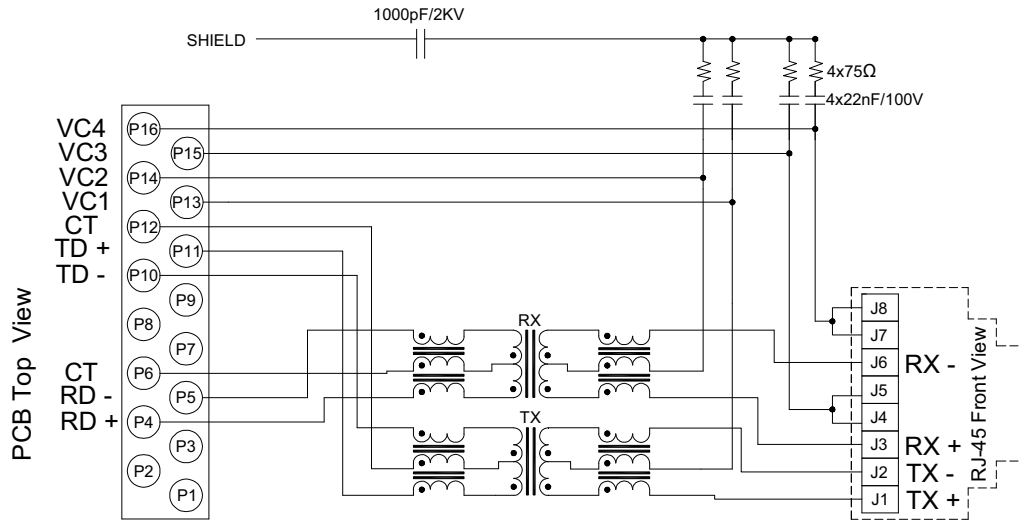 1000pF/2KV
SHIELD
4x75Ω
4x22nF/100V
VC4
P16
VC3
P15
VC2
P14
VC1
P13
CT
P12
TD +
P11
TD -
P10
P9
P8
P7
CT
P6
RD -
P5
RD +
P4
P3
P2
P1
PCB Top View
RX
TX
J8
J7
J6
RX -
J5
J4
J3
RX +
J2
TX -
J1
TX +
RJ-45 Front View